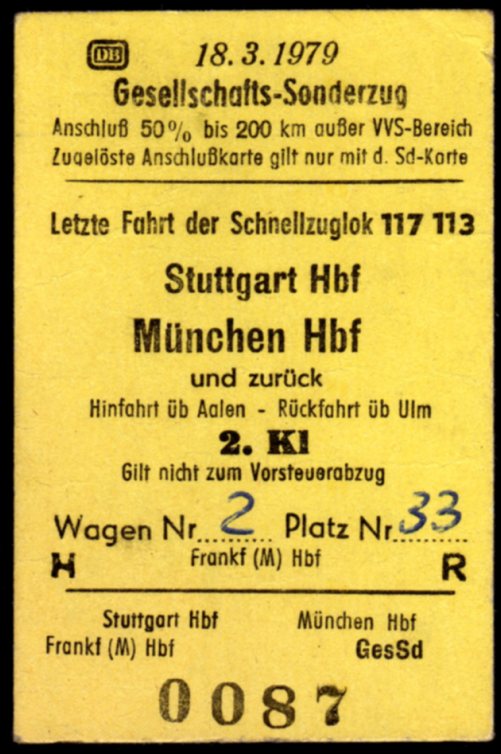 DB
18.3.1979
Gesellschafts-Sonderzug
Anschluß 50% bis 200 km außer VVS-Bereich
Zugelöste Anschlußkarte gilt nur mit d. Sd-Karte
Letzte Fahrt der Schnellzuglok 117 113
Stuttgart Hbf
München Hbf
und zurück
Hinfahrt üb Aalen - Rückfahrt üb Ulm
2. Kl
Gilt nicht zum Vorsteuerabzug
Wagen Nr. 2 Platz Nr. 33
H Frankf (M) Hbf R
Stuttgart Hbf München Hbf
Frankf (M) Hbf GesSd
0087